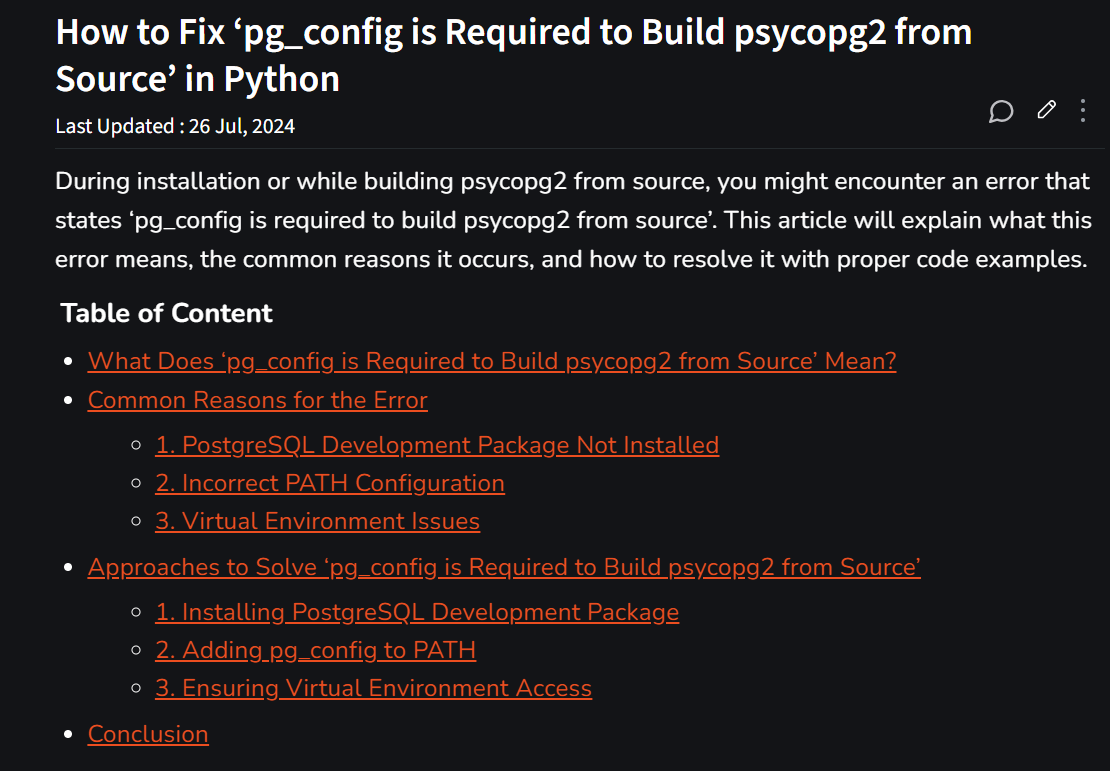 How to Fix ‘pg_config is Required to Build psycopg2 from
Source’ in Python
Last Updated : 26 Jul, 2024
During installation or while building psycopg2 from source, you might encounter an error that
states ‘pg_config is required to build psycopg2 from source’. This article will explain what this
error means, the common reasons it occurs, and how to resolve it with proper code examples.
Table of Content
What Does ‘pg_config is Required to Build psycopg2 from Source’ Mean?
Common Reasons for the Error
1. PostgreSQL Development Package Not Installed
2. Incorrect PATH Configuration
3. Virtual Environment Issues
Approaches to Solve ‘pg_config is Required to Build psycopg2 from Source’
1. Installing PostgreSQL Development Package
2. Adding pg_config to PATH
3. Ensuring Virtual Environment Access
Conclusion